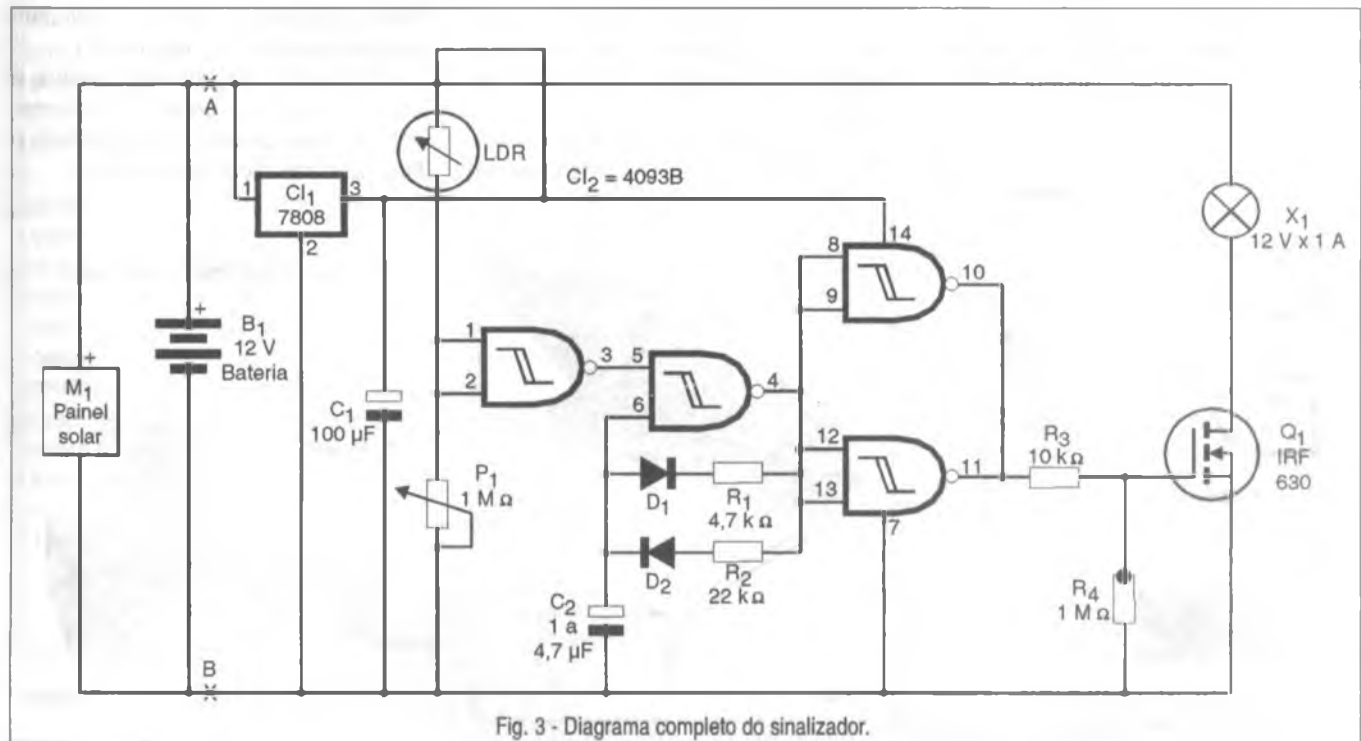 A
LDR
CI1
7808
1
3
2
CI2 = 4093B
14
8
9
10
X1
12 V x 1 A
+
B1
12 V
Bateria
+
M1
Painel
solar
C1
100 µF
1
2
3
5
6
4
12
13
11
7
R3
10 kΩ
Q1
IRF
630
P1
1 MΩ
D1
R1
4,7 kΩ
D2
R2
22 kΩ
C2
1 a
4,7 µF
R4
1 MΩ
B
Fig. 3 - Diagrama completo do sinalizador.